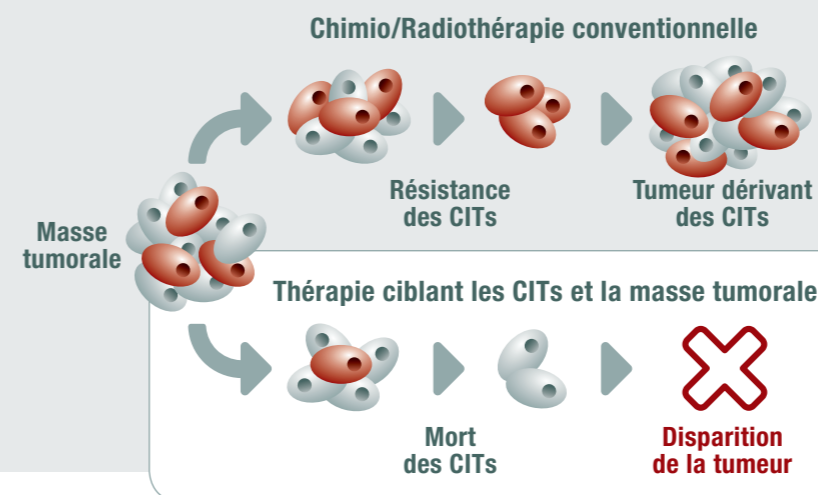 Chimio/Radiothérapie conventionnelle
Résistance
des CITs
Tumeur dérivant
des CITs
Masse
tumorale
Thérapie ciblant les CITs et la masse tumorale
Mort
des CITs
Disparition
de la tumeur